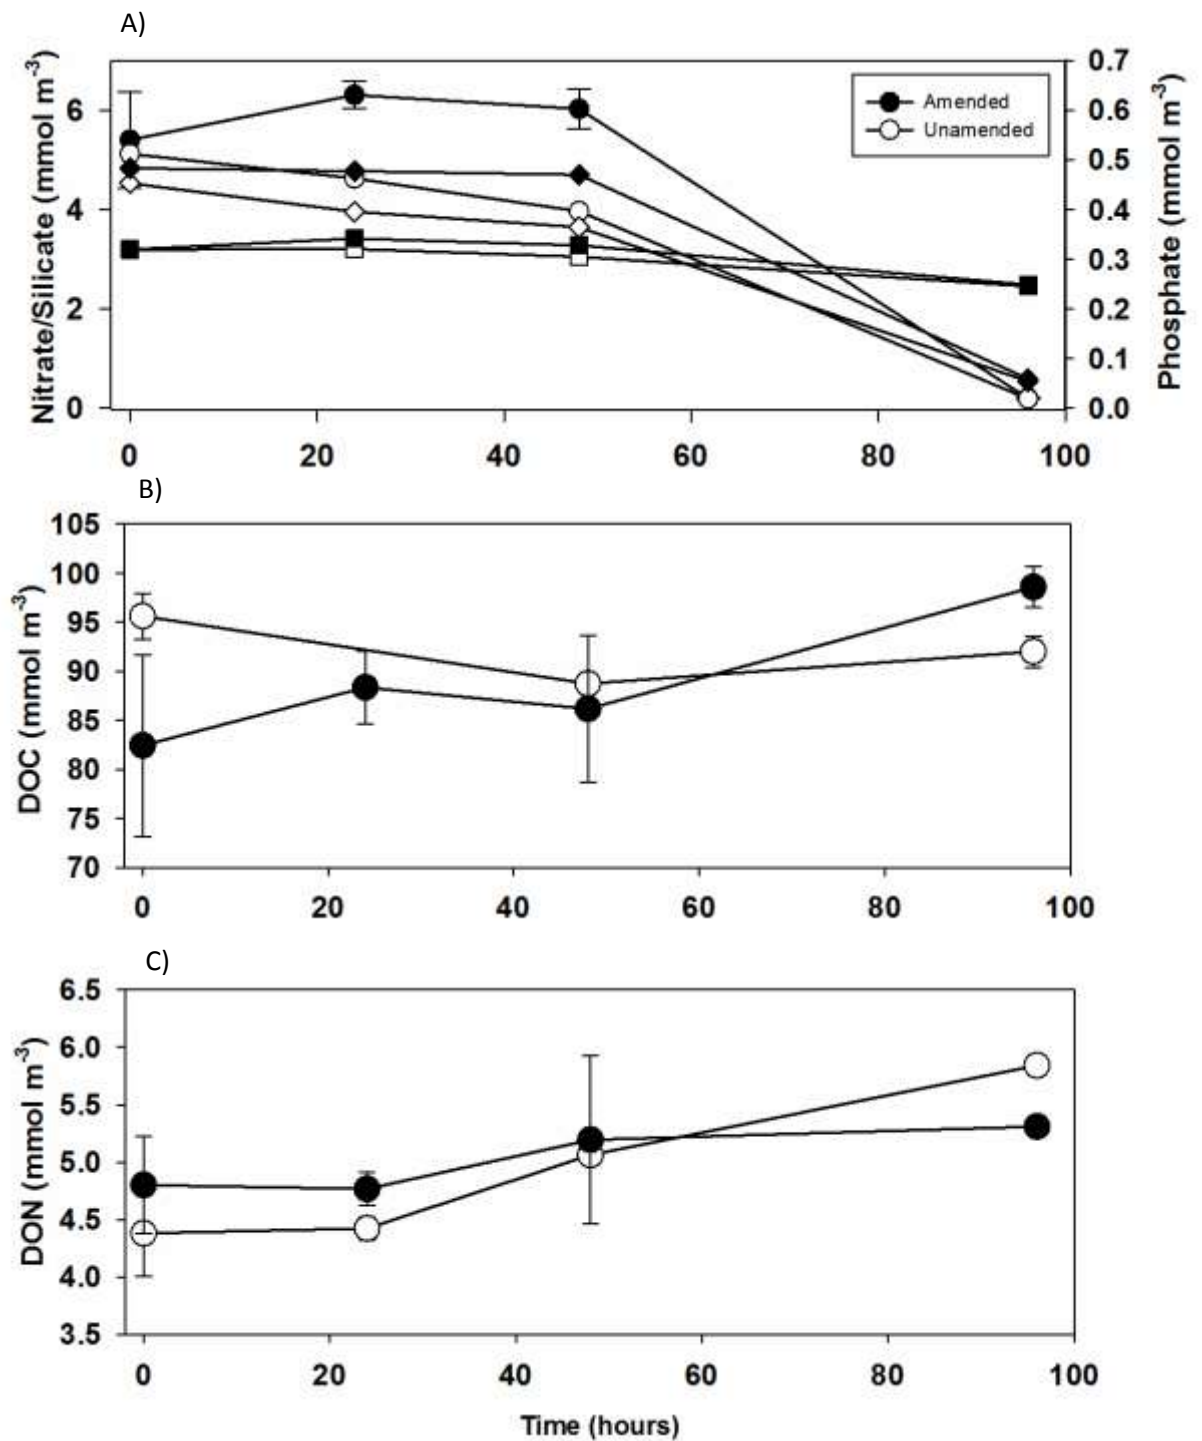 A)
Nitrate/Silicate (mmol m-3)
6
4
2
0
0.7
0.6
0.5
0.4
0.3
0.2
0.1
0.0
Phosphate (mmol m-3)
Amended
Unamended
0 20 40 60 80 100
B)
DOC (mmol m-3)
105
100
95
90
85
80
75
70
0 20 40 60 80 100
C)
DON (mmol m-3)
6.5
6.0
5.5
5.0
4.5
4.0
3.5
0 20 40 60 80 100
Time (hours)